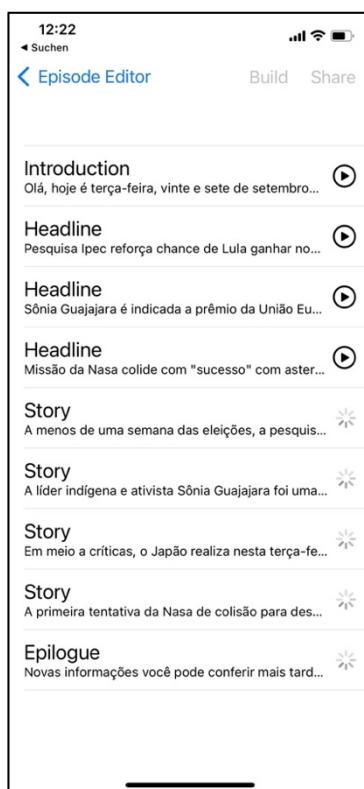 12:22
◀ Suchen
Episode Editor Build Share
Introduction
Olá, hoje é terça-feira, vinte e sete de setembro...
Headline
Pesquisa Ipec reforça chance de Lula ganhar no...
Headline
Sônia Guajajara é indicada a prêmio da União Eu...
Headline
Missão da Nasa colide com "sucesso" com aster...
Story
A menos de uma semana das eleições, a pesquis...
Story
A líder indígena e ativista Sônia Guajajara foi uma...
Story
Em meio a críticas, o Japão realiza nesta terça-fe...
Story
A primeira tentativa da Nasa de colisão para des...
Epilogue
Novas informações você pode conferir mais tard...